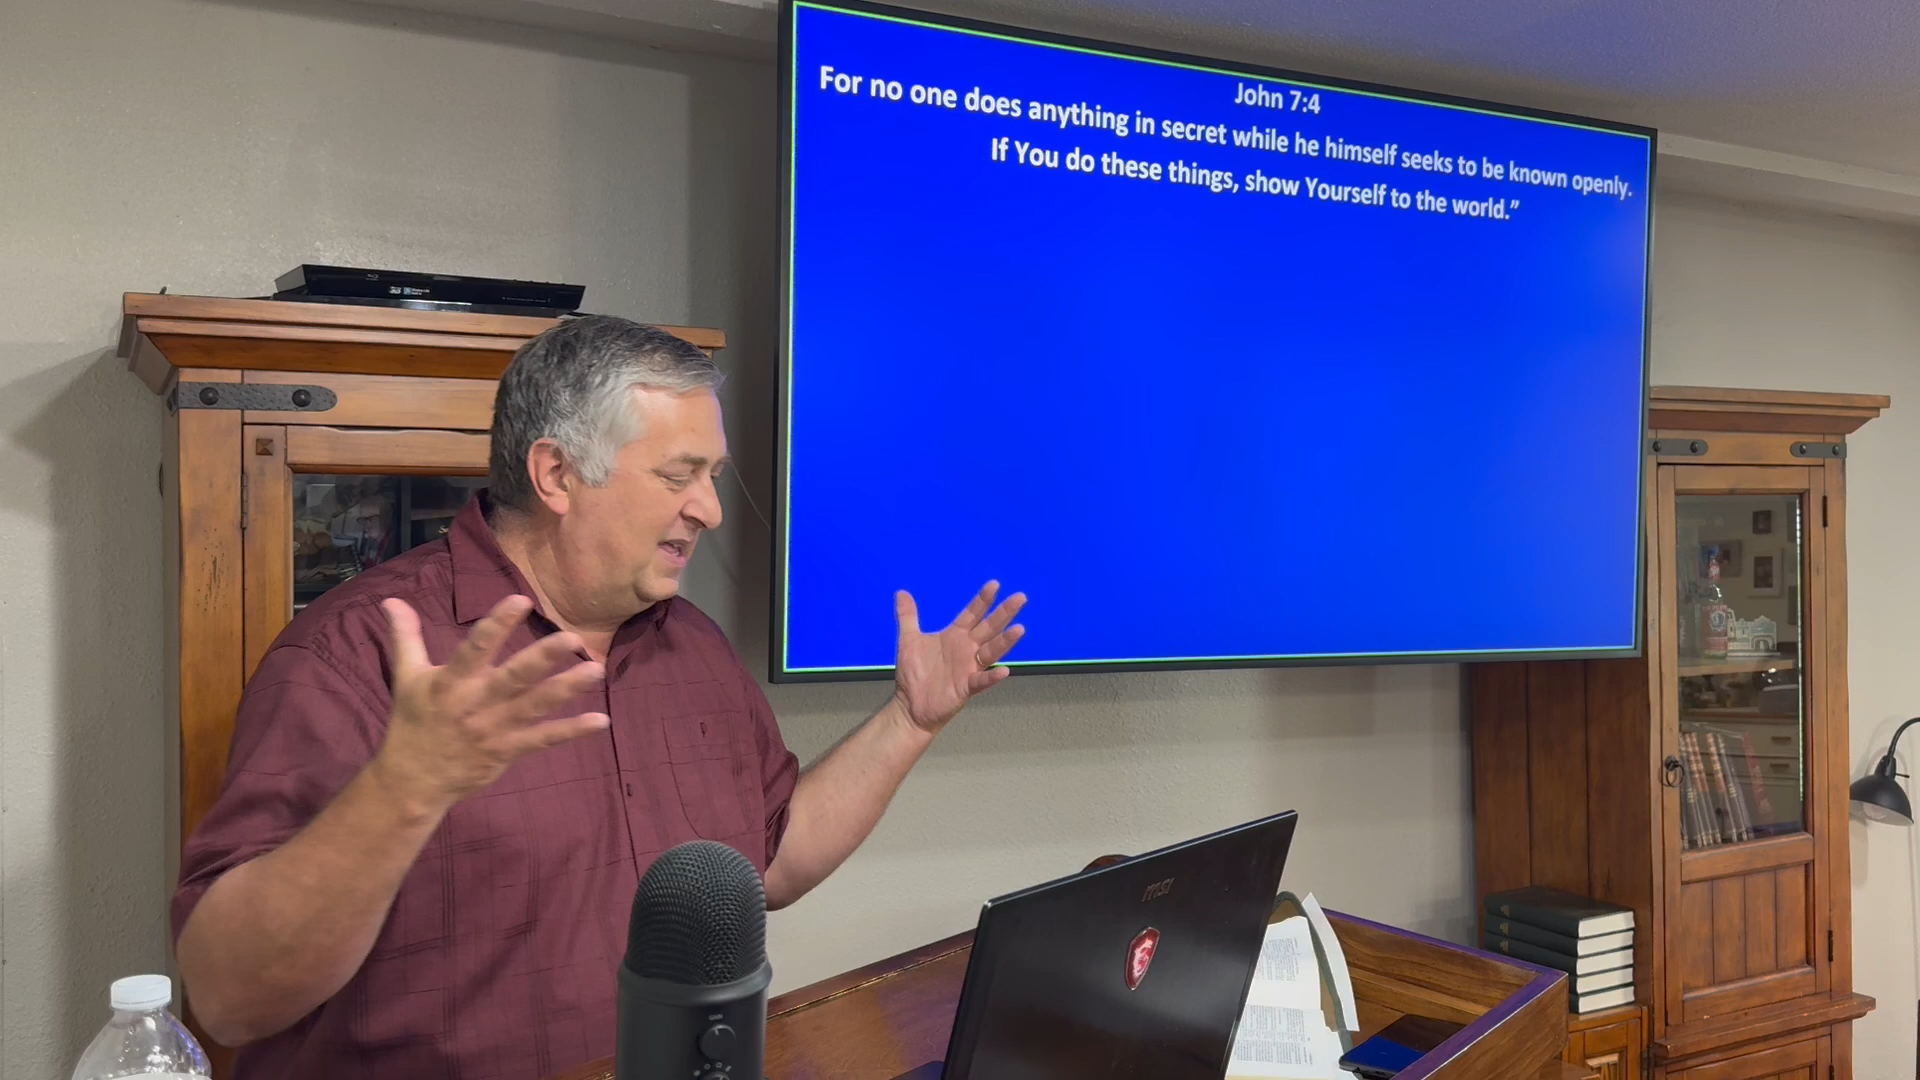 John 7:4
For no one does anything in secret while he himself seeks to be known openly.
If You do these things, show Yourself to the world.”
msi
GAIN